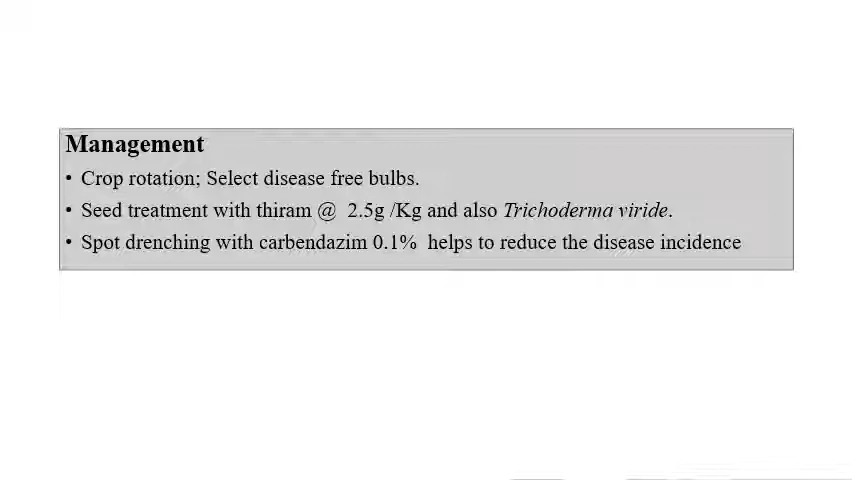 Management
• Crop rotation; Select disease free bulbs.
• Seed treatment with thiram @  2.5g /Kg and also Trichoderma viride.
• Spot drenching with carbendazim 0.1%  helps to reduce the disease incidence